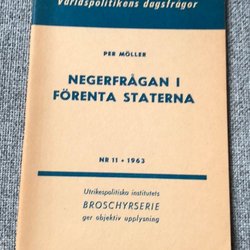 Världspolitikens dagsfrågor
PER MÖLLER
NEGERFRÅGAN I
FÖRENTA STATERNA
NR 11 • 1963
Utrikespolitiska institutets
BROSCHYRSERIE
ger objektiv upplysning